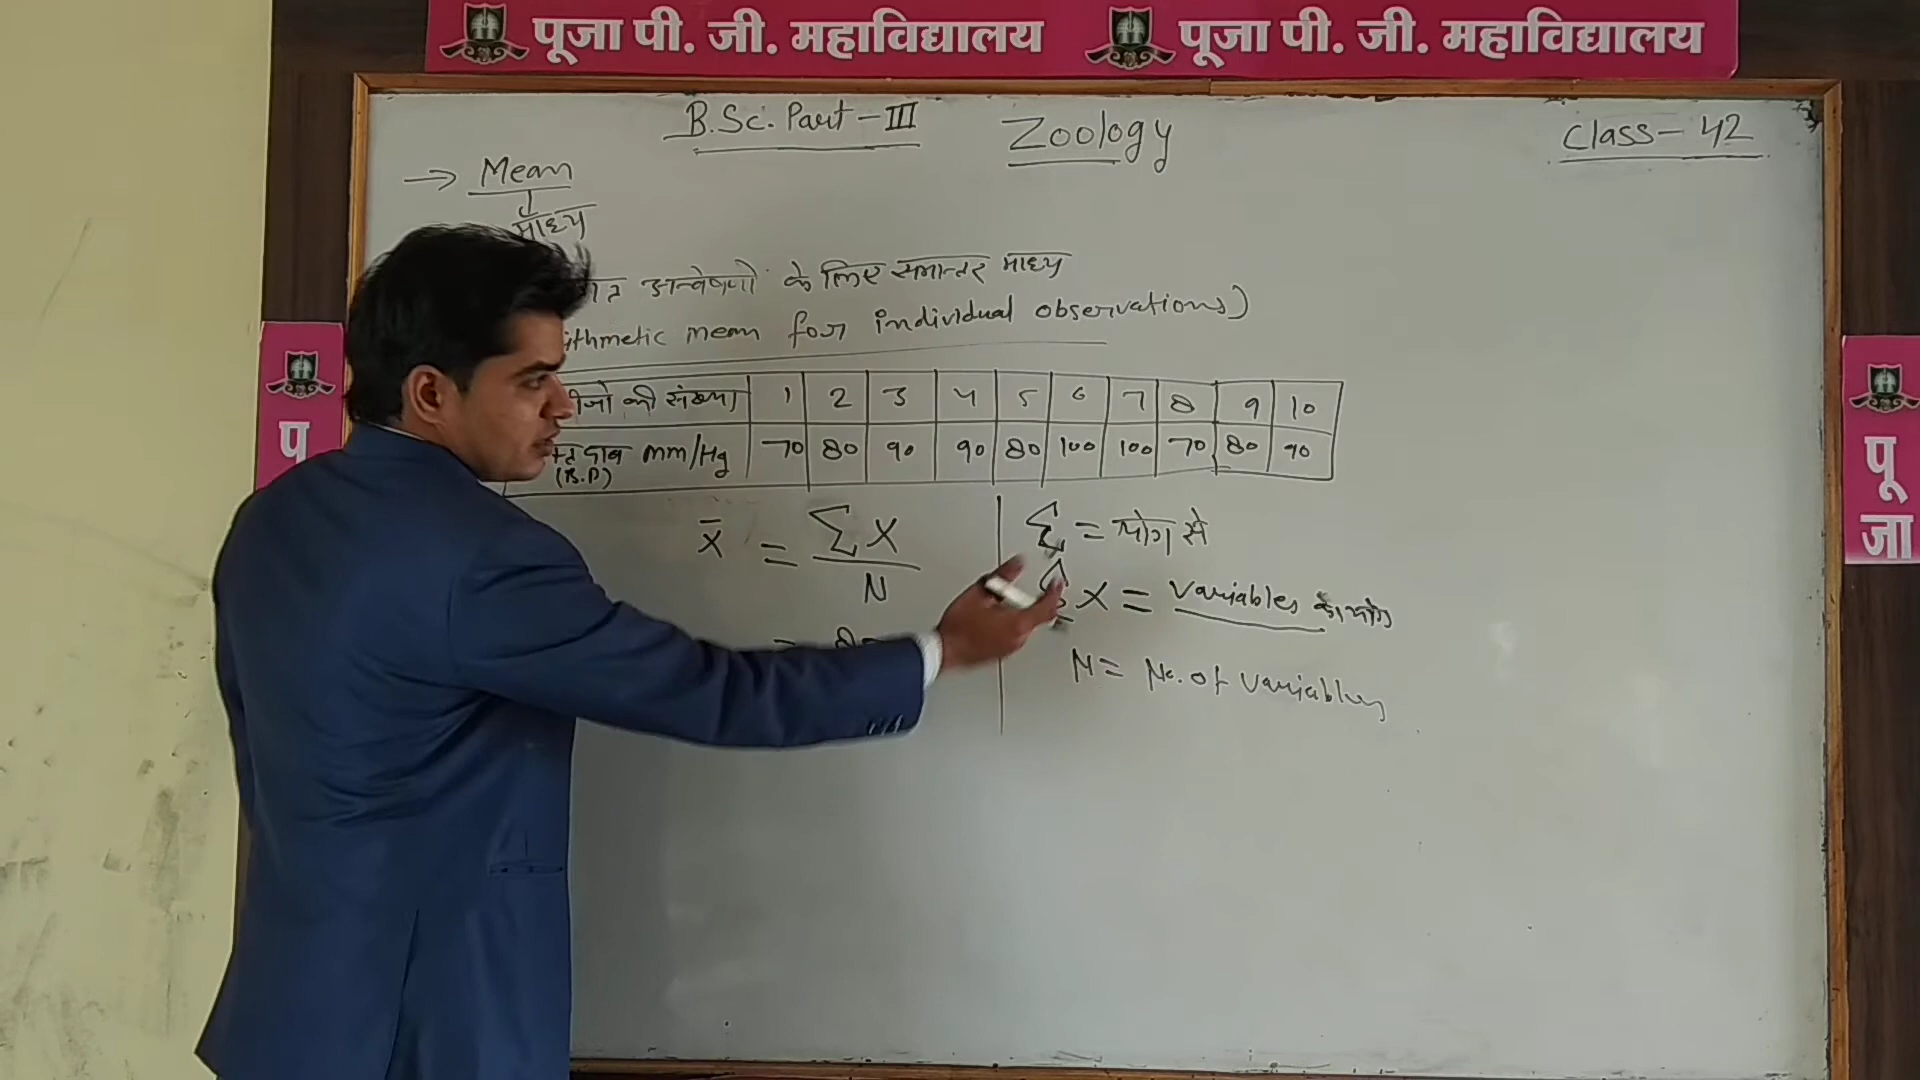 पूजा पी. जी. महाविद्यालय पूजा पी. जी. महाविद्यालय
B.Sc. Part-III Zoology Class-42
→ Mean
माध्य
अन्वेषणो के लिए समान्तर माध्य
ithmetic mean for individual observations)
की संख्या 1 2 3 4 5 6 7 8 9 10
दाब mm/Hg 70 80 90 90 80 100 100 70 80 90
(B.P)
x̄ = ΣX / N
Σ = योग से
X = Variables का योग
N = No. of variables
प
पू
जा